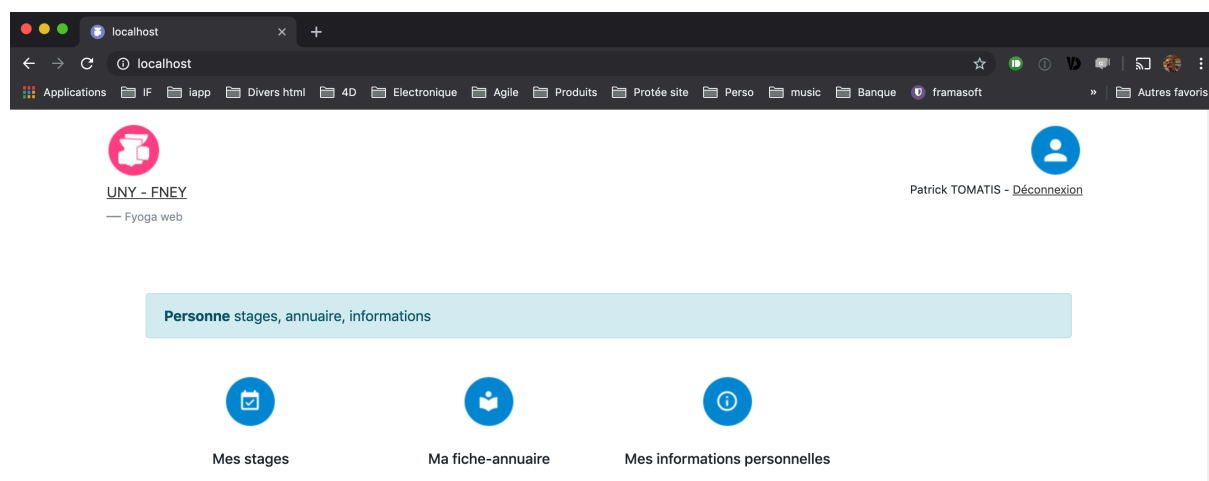 localhost
localhost
Applications IF iapp Divers html 4D Electronique Agile Produits Protée site Perso music Banque framasoft » Autres favoris
UNY - FNEY
Patrick TOMATIS - Déconnexion
— Fyoga web
Personne stages, annuaire, informations
Mes stages Ma fiche-annuaire Mes informations personnelles